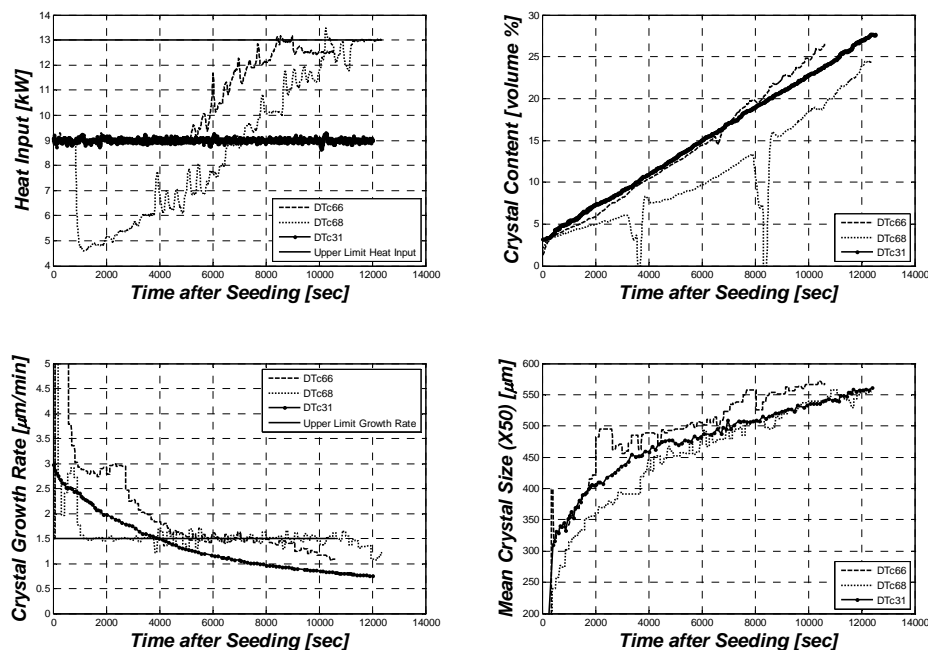 Heat Input [kW]
13
12
11
10
9
8
7
6
5
4
0 2000 4000 6000 8000 10000 12000 14000
Time after Seeding [sec]
DTc66
DTc68
DTc31
Upper Limit Heat Input
Crystal Content [volume %]
30
25
20
15
10
5
0
0 2000 4000 6000 8000 10000 12000 14000
Time after Seeding [sec]
DTc66
DTc68
DTc31
Crystal Growth Rate [μm/min]
5
4.5
4
3.5
3
2.5
2
1.5
1
0.5
0
0 2000 4000 6000 8000 10000 12000 14000
Time after Seeding [sec]
DTc66
DTc68
DTc31
Upper Limit Growth Rate
Mean Crystal Size (X50) [μm]
600
550
500
450
400
350
300
250
200
0 2000 4000 6000 8000 10000 12000 14000
Time after Seeding [sec]
DTc66
DTc68
DTc31